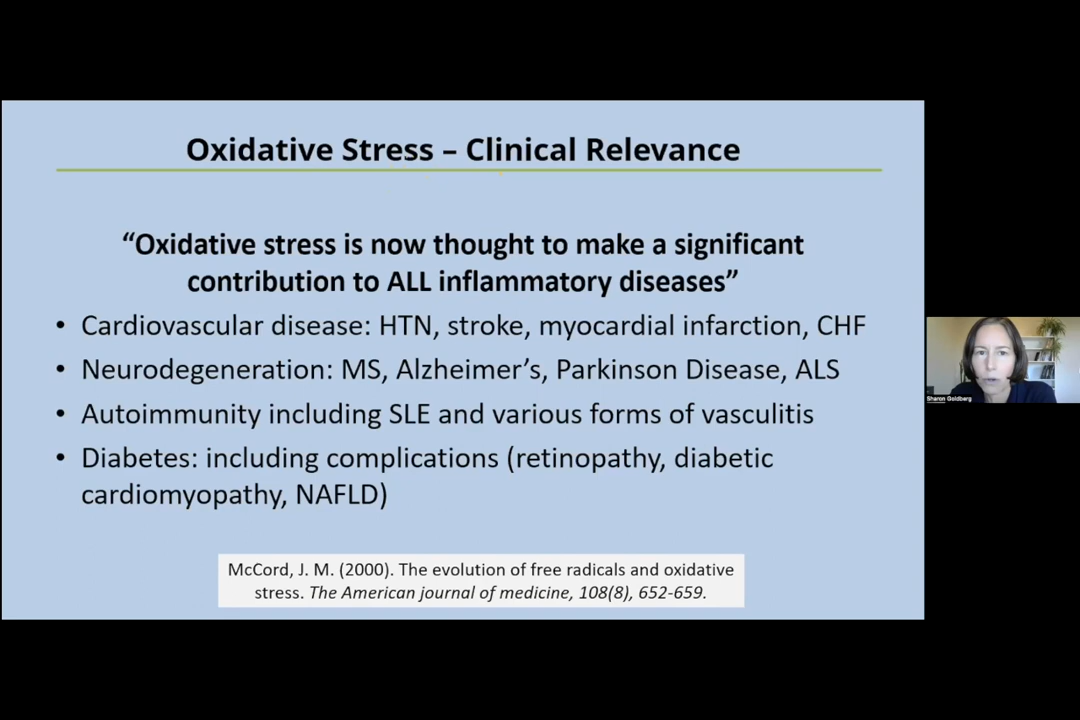 Oxidative Stress – Clinical Relevance
“Oxidative stress is now thought to make a significant
contribution to ALL inflammatory diseases”
• Cardiovascular disease: HTN, stroke, myocardial infarction, CHF
• Neurodegeneration: MS, Alzheimer’s, Parkinson Disease, ALS
• Autoimmunity including SLE and various forms of vasculitis
• Diabetes: including complications (retinopathy, diabetic
cardiomyopathy, NAFLD)
McCord, J. M. (2000). The evolution of free radicals and oxidative
stress. The American journal of medicine, 108(8), 652-659.
Sharon Goldberg